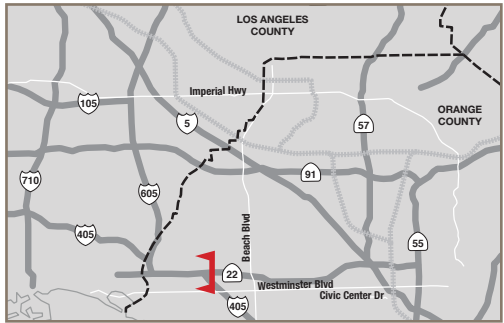 LOS ANGELES
COUNTY
Imperial Hwy
105
5
57
ORANGE
COUNTY
710
605
91
405
Beach Blvd
55
22
Westminster Blvd
Civic Center Dr
405